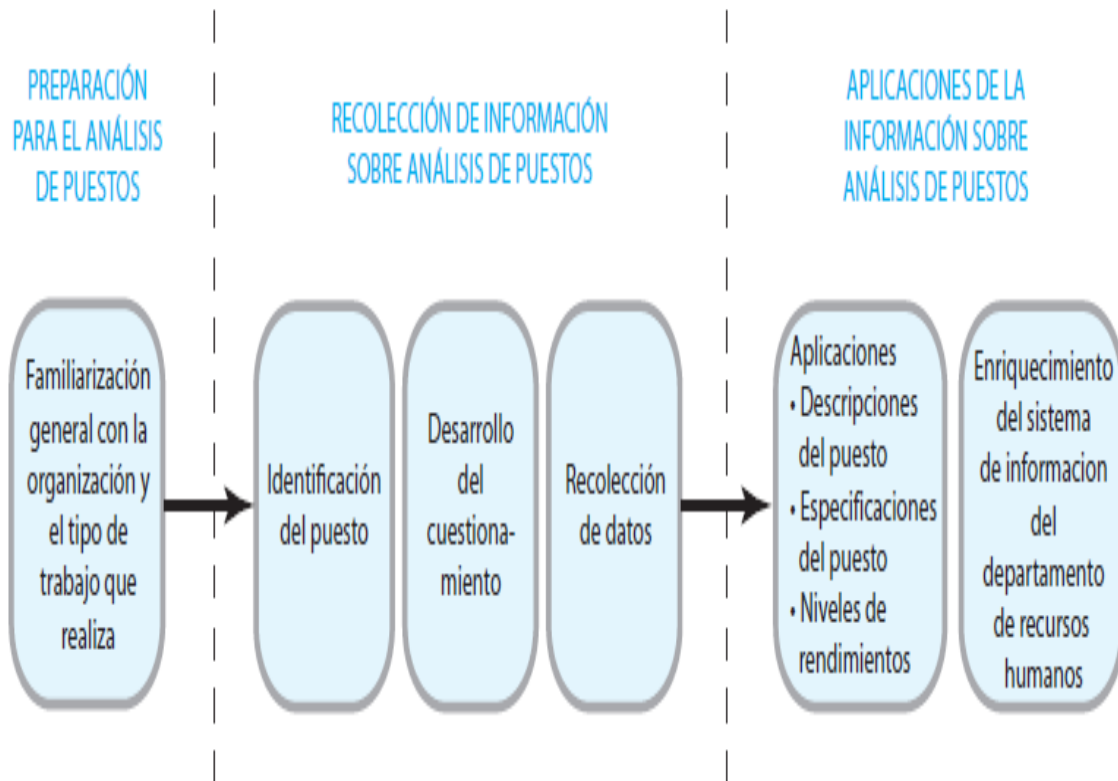 PREPARACIÓN
PARA EL ANÁLISIS
DE PUESTOS
RECOLECCIÓN DE INFORMACIÓN
SOBRE ANÁLISIS DE PUESTOS
APLICACIONES DE LA
INFORMACIÓN SOBRE
ANÁLISIS DE PUESTOS
Familiarización
general con la
organización y
el tipo de
trabajo que
realiza
Identificación
del puesto
Desarrollo
del
cuestiona-
miento
Recolección
de datos
Aplicaciones
• Descripciones
del puesto
• Especificaciones
del puesto
• Niveles de
rendimientos
Enriquecimiento
del sistema
de informacion
del
departamento
de recursos
humanos